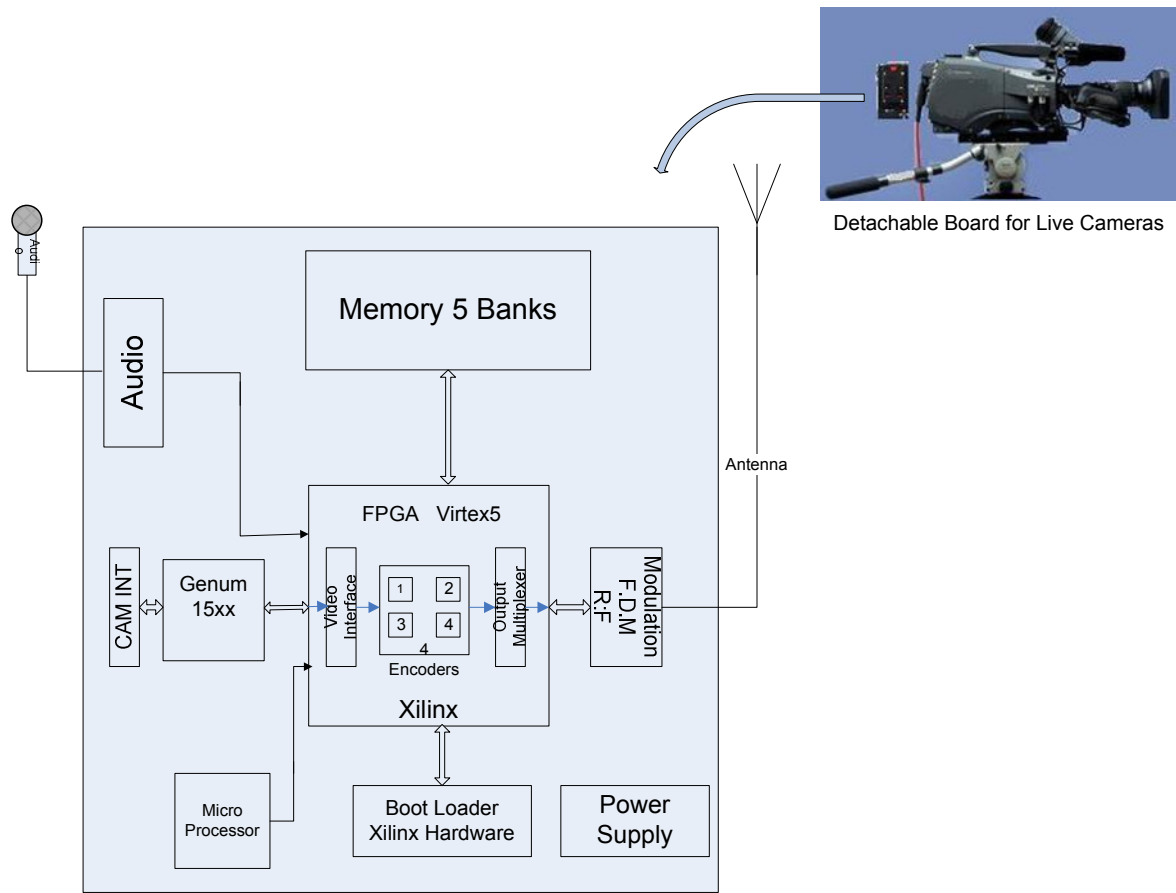 Detachable Board for Live Cameras
Audi
o
Memory 5 Banks
Audio
Antenna
FPGA Virtex5
CAM INT
Genum
15xx
Video
Interface
1
2
3
4
4
Encoders
Output
Multiplexer
Modulation
F.D.M
R:F
Xilinx
Micro
Processor
Boot Loader
Xilinx Hardware
Power
Supply